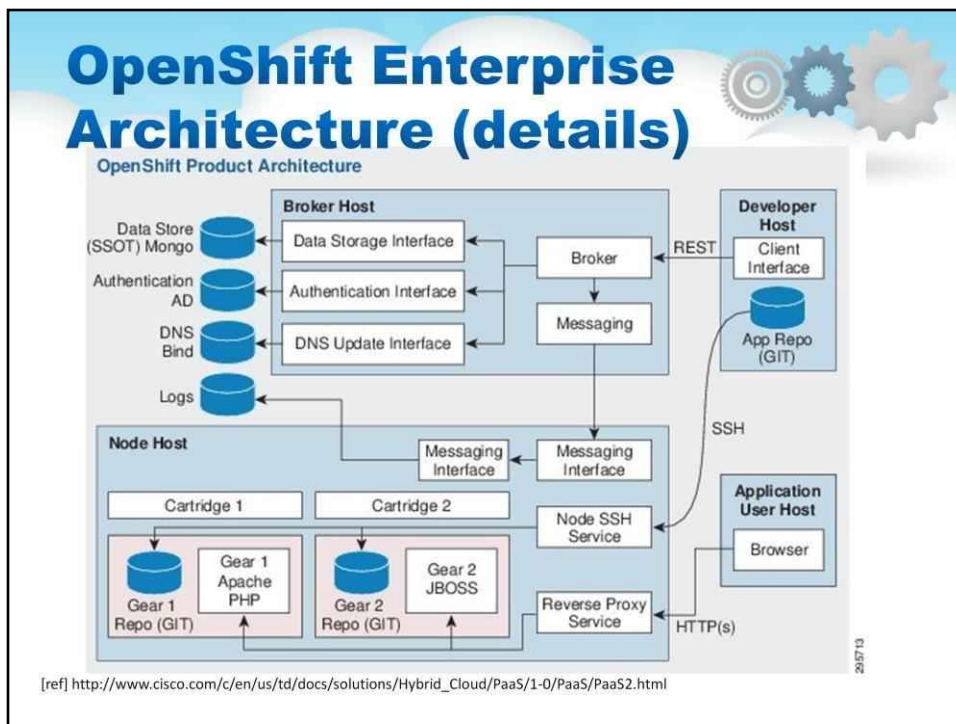 OpenShift Enterprise
Architecture (details)
OpenShift Product Architecture
Data Store
(SSOT) Mongo
Authentication
AD
DNS
Bind
Logs
Broker Host
Data Storage Interface
Authentication Interface
DNS Update Interface
Broker
Messaging
REST
Developer
Host
Client
Interface
App Repo
(GIT)
SSH
Node Host
Messaging
Interface
Messaging
Interface
Cartridge 1
Cartridge 2
Node SSH
Service
Gear 1
Repo (GIT)
Gear 1
Apache
PHP
Gear 2
Repo (GIT)
Gear 2
JBOSS
Reverse Proxy
Service
HTTP(s)
Application
User Host
Browser
295713
[ref] http://www.cisco.com/c/en/us/td/docs/solutions/Hybrid_Cloud/PaaS/1-0/PaaS/PaaS2.html